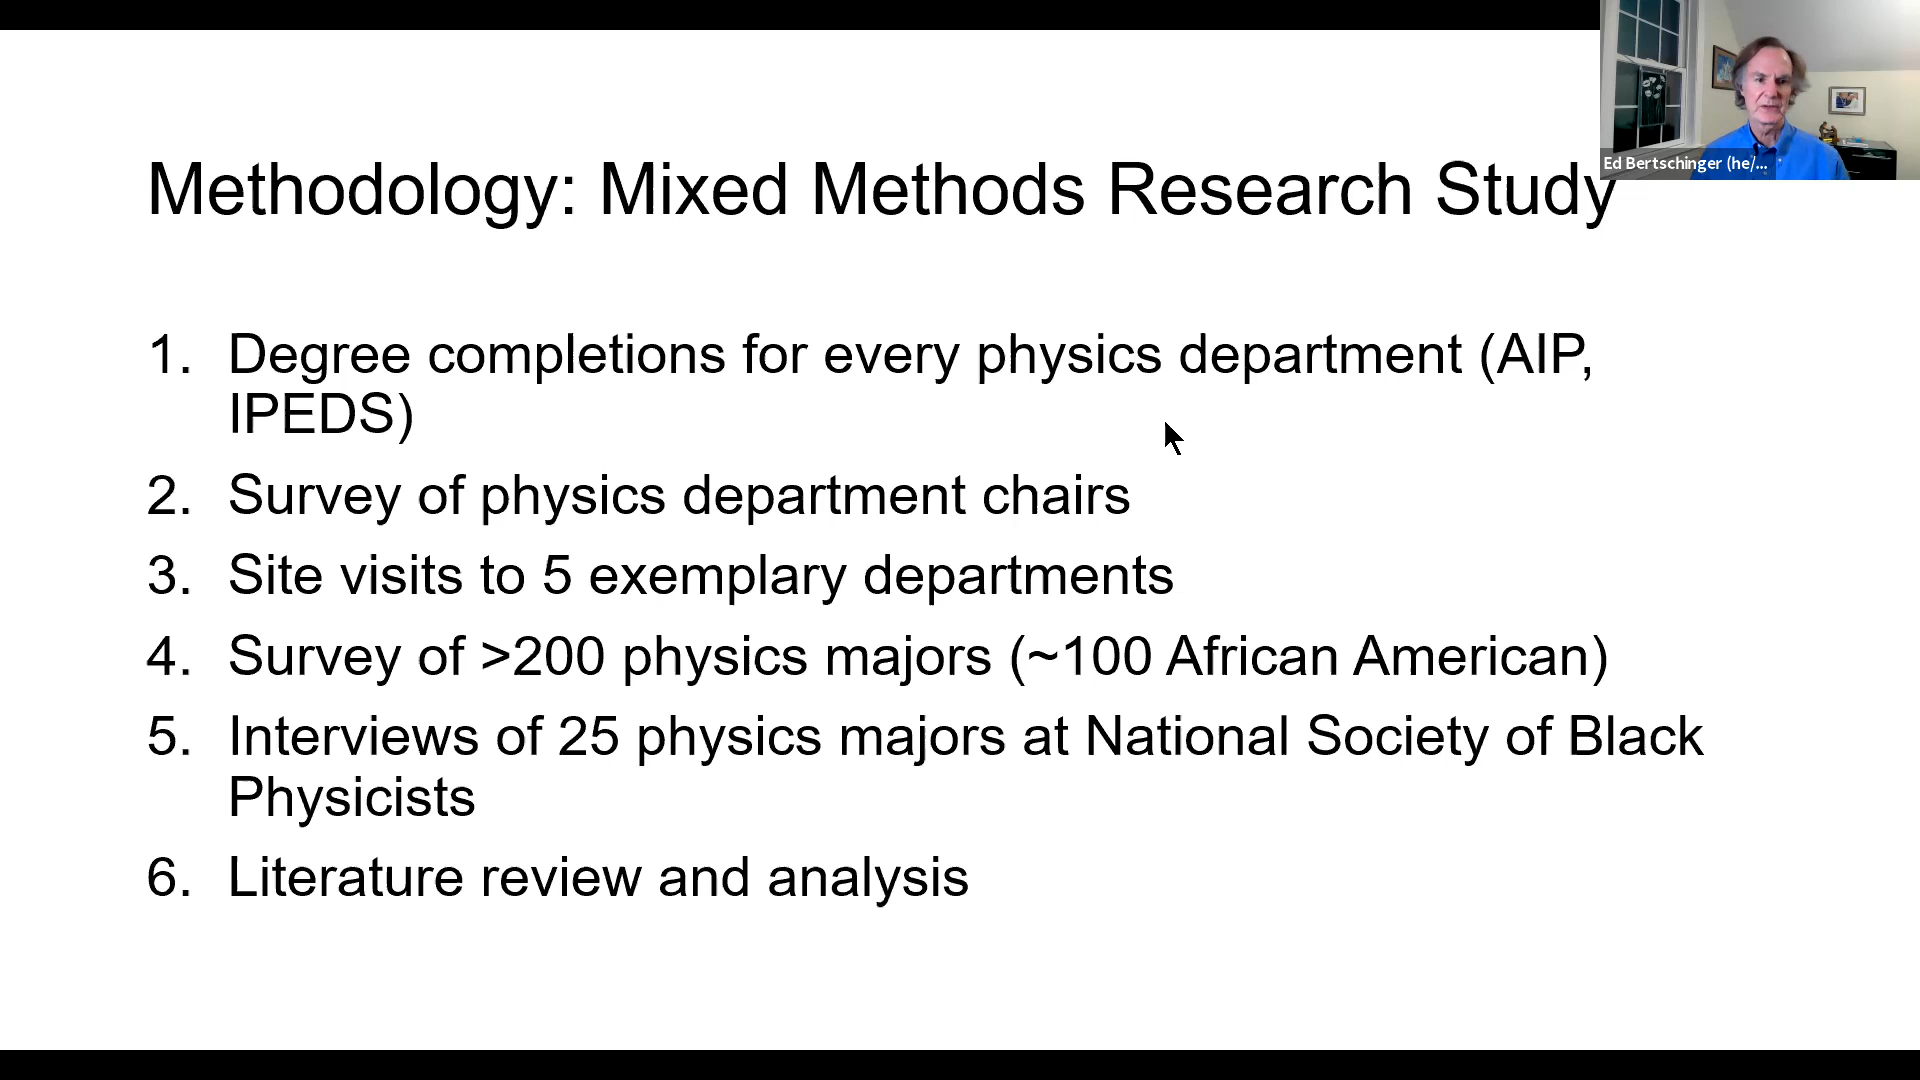 Ed Bertschinger (he/...
Methodology: Mixed Methods Research Study
1. Degree completions for every physics department (AIP,
IPEDS)
2. Survey of physics department chairs
3. Site visits to 5 exemplary departments
4. Survey of >200 physics majors (~100 African American)
5. Interviews of 25 physics majors at National Society of Black
Physicists
6. Literature review and analysis